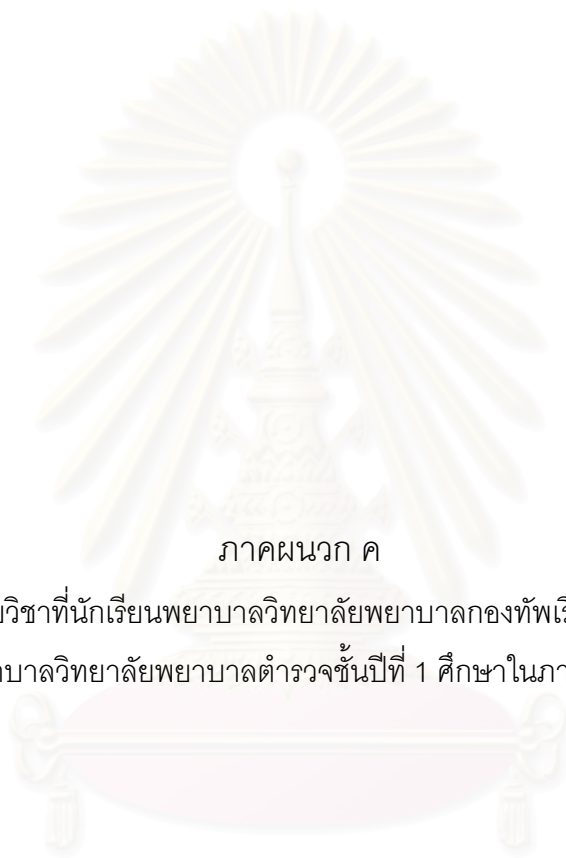 ภาคผนวก ค
วิชาที่นักเรียนพยาบาลวิทยาลัยพยาบาลกองทัพเรื
บาลวิทยาลัยพยาบาลตำรวจชั้นปีที่ 1 ศึกษาในภา